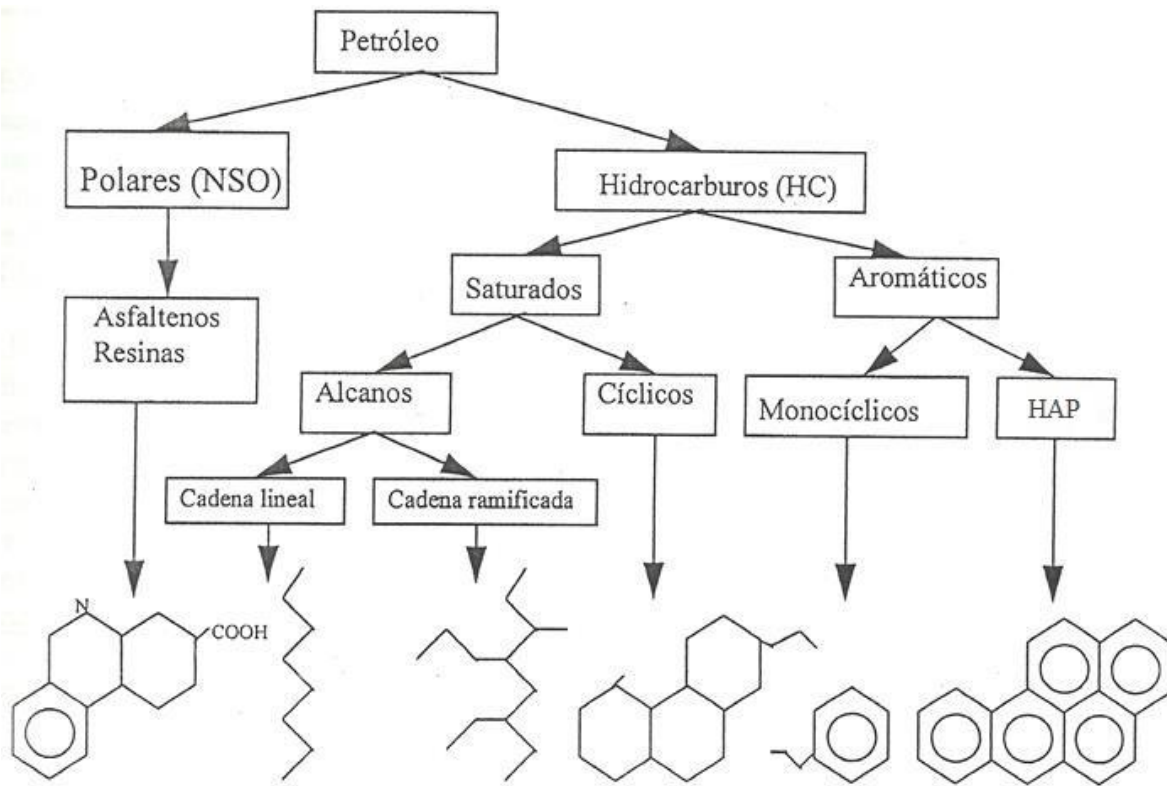 Petróleo
Polares (NSO)
Hidrocarburos (HC)
Saturados
Aromáticos
Asfaltenos
Resinas
Alcanos
Cíclicos
Monocíclicos
HAP
Cadena lineal
Cadena ramificada
N
COOH